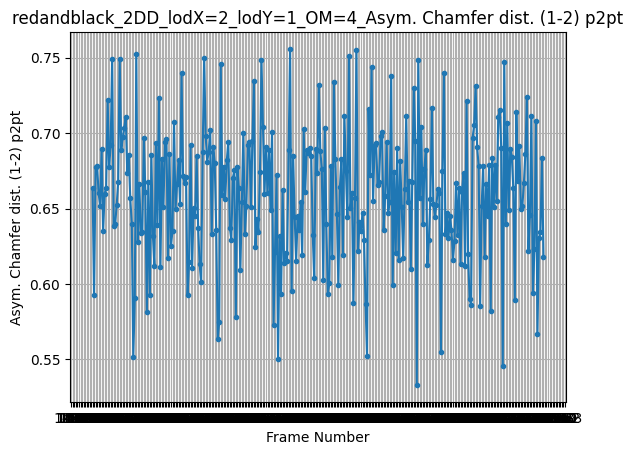 redandblack_2DD_lodX=2_lodY=1_OM=4_Asym. Chamfer dist. (1-2) p2pt
Asym. Chamfer dist. (1-2) p2pt
0.75
0.70
0.65
0.60
0.55
Frame Number